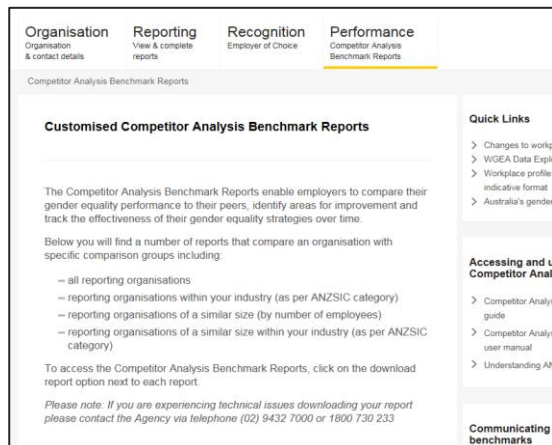 Organisation
Organisation
& contact details
Reporting
View & complete
reports
Recognition
Employer of Choice
Performance
Competitor Analysis
Benchmark Reports
Competitor Analysis Benchmark Reports
Customised Competitor Analysis Benchmark Reports
The Competitor Analysis Benchmark Reports enable employers to compare their
gender equality performance to their peers, identify areas for improvement and
track the effectiveness of their gender equality strategies over time.
Below you will find a number of reports that compare an organisation with
specific comparison groups including:
– all reporting organisations
– reporting organisations within your industry (as per ANZSIC category)
– reporting organisations of a similar size (by number of employees)
– reporting organisations of a similar size within your industry (as per ANZSIC
category)
To access the Competitor Analysis Benchmark Reports, click on the download
report option next to each report.
Please note: If you are experiencing technical issues downloading your report
please contact the Agency via telephone (02) 9432 7000 or 1800 730 233
Quick Links
> Changes to
> WGEA Data
> Workplace profile
indicative format
> Australia's gender
Accessing and
Competitor
> Competitor
guide
> Competitor
user manual
> Understanding
Communicating
benchmarks